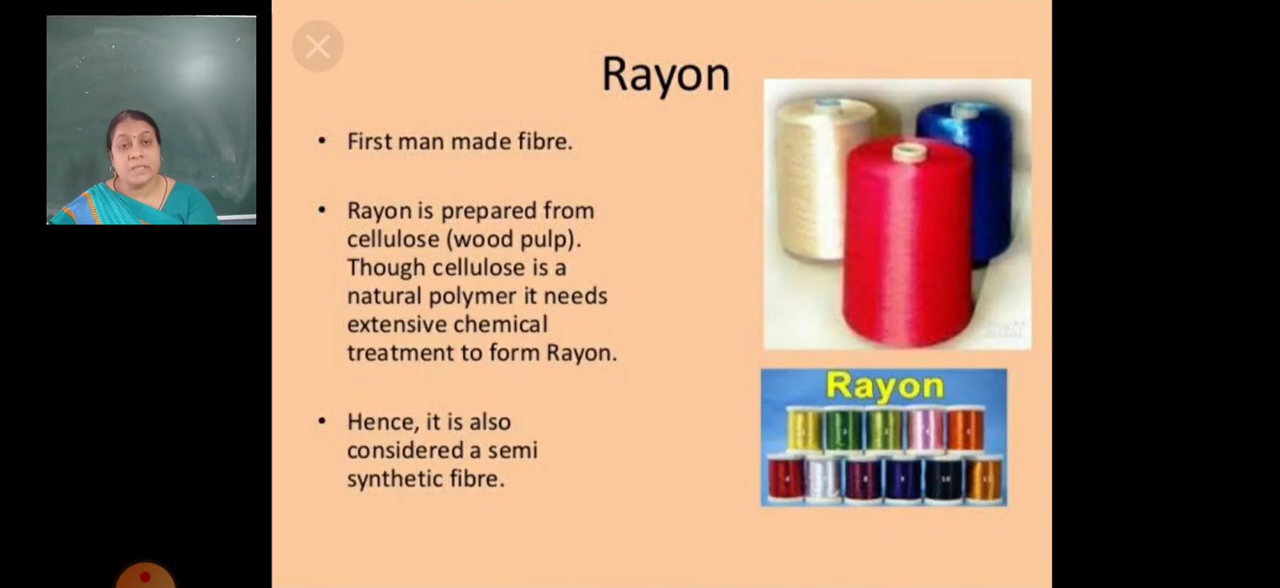 Rayon
• First man made fibre.
• Rayon is prepared from
cellulose (wood pulp).
Though cellulose is a
natural polymer it needs
extensive chemical
treatment to form Rayon.
• Hence, it is also
considered a semi
synthetic fibre.
Rayon